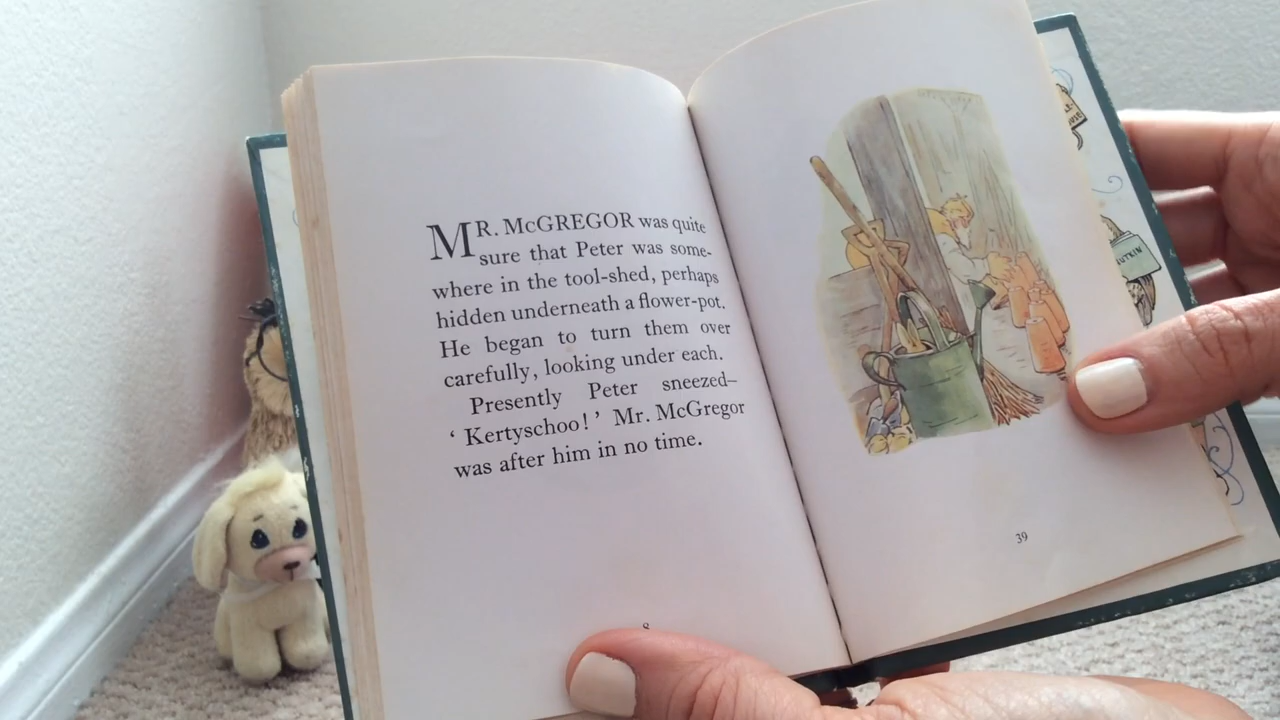 MR. McGREGOR was quite
sure that Peter was some-
where in the tool-shed, perhaps
hidden underneath a flower-pot.
He began to turn them over
carefully, looking under each.
Presently Peter sneezed—
‘Kertyschoo!’ Mr. McGregor
was after him in no time.
8
39
UTKIN